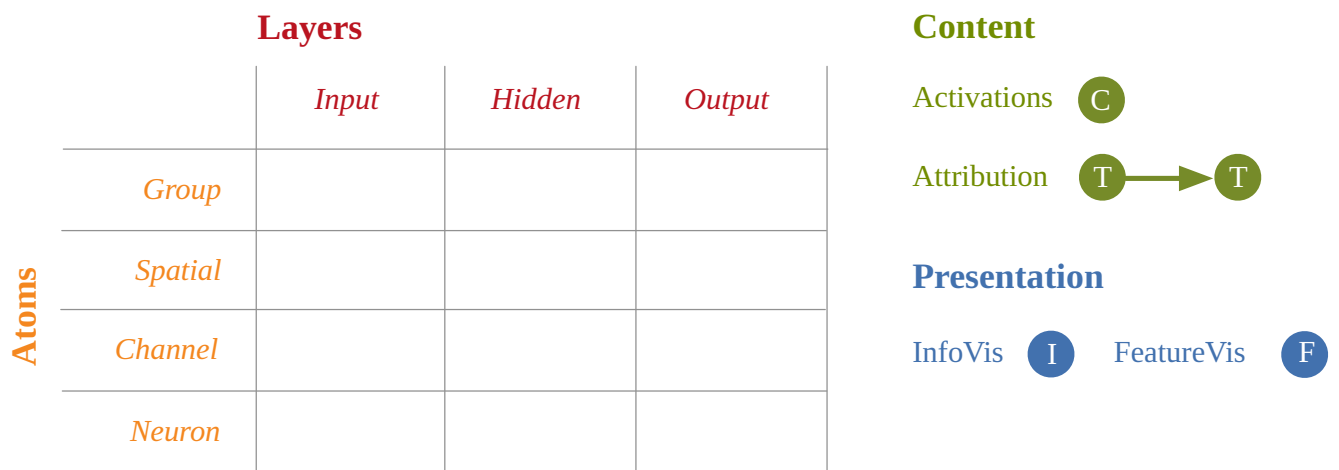 Layers
Input Hidden Output
Atoms
Group
Spatial
Channel
Neuron
Content
Activations C
Attribution T T
Presentation
InfoVis I FeatureVis F